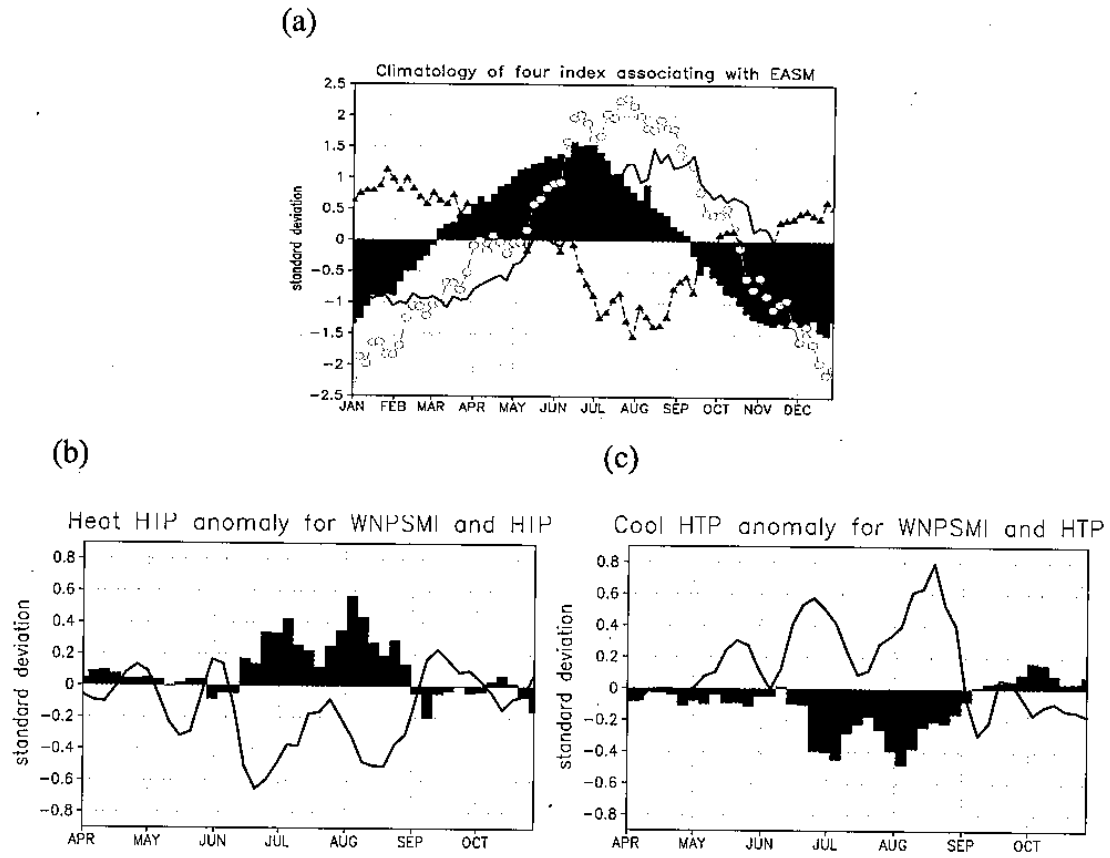 (a)
Climatology of four index associating with EASM
2.5
2
1.5
1
0.5
0
−0.5
−1
−1.5
−2
−2.5
standard deviation
JAN FEB MAR APR MAY JUN JUL AUG SEP OCT NOV DEC
(b)
Heat HTP anomaly for WNPSMI and HTP
0.8
0.6
0.4
0.2
0
−0.2
−0.4
−0.6
−0.8
standard deviation
APR MAY JUN JUL AUG SEP OCT
(c)
Cool HTP anomaly for WNPSMI and HTP
0.8
0.6
0.4
0.2
0
−0.2
−0.4
−0.6
−0.8
standard deviation
APR MAY JUN JUL AUG SEP OCT